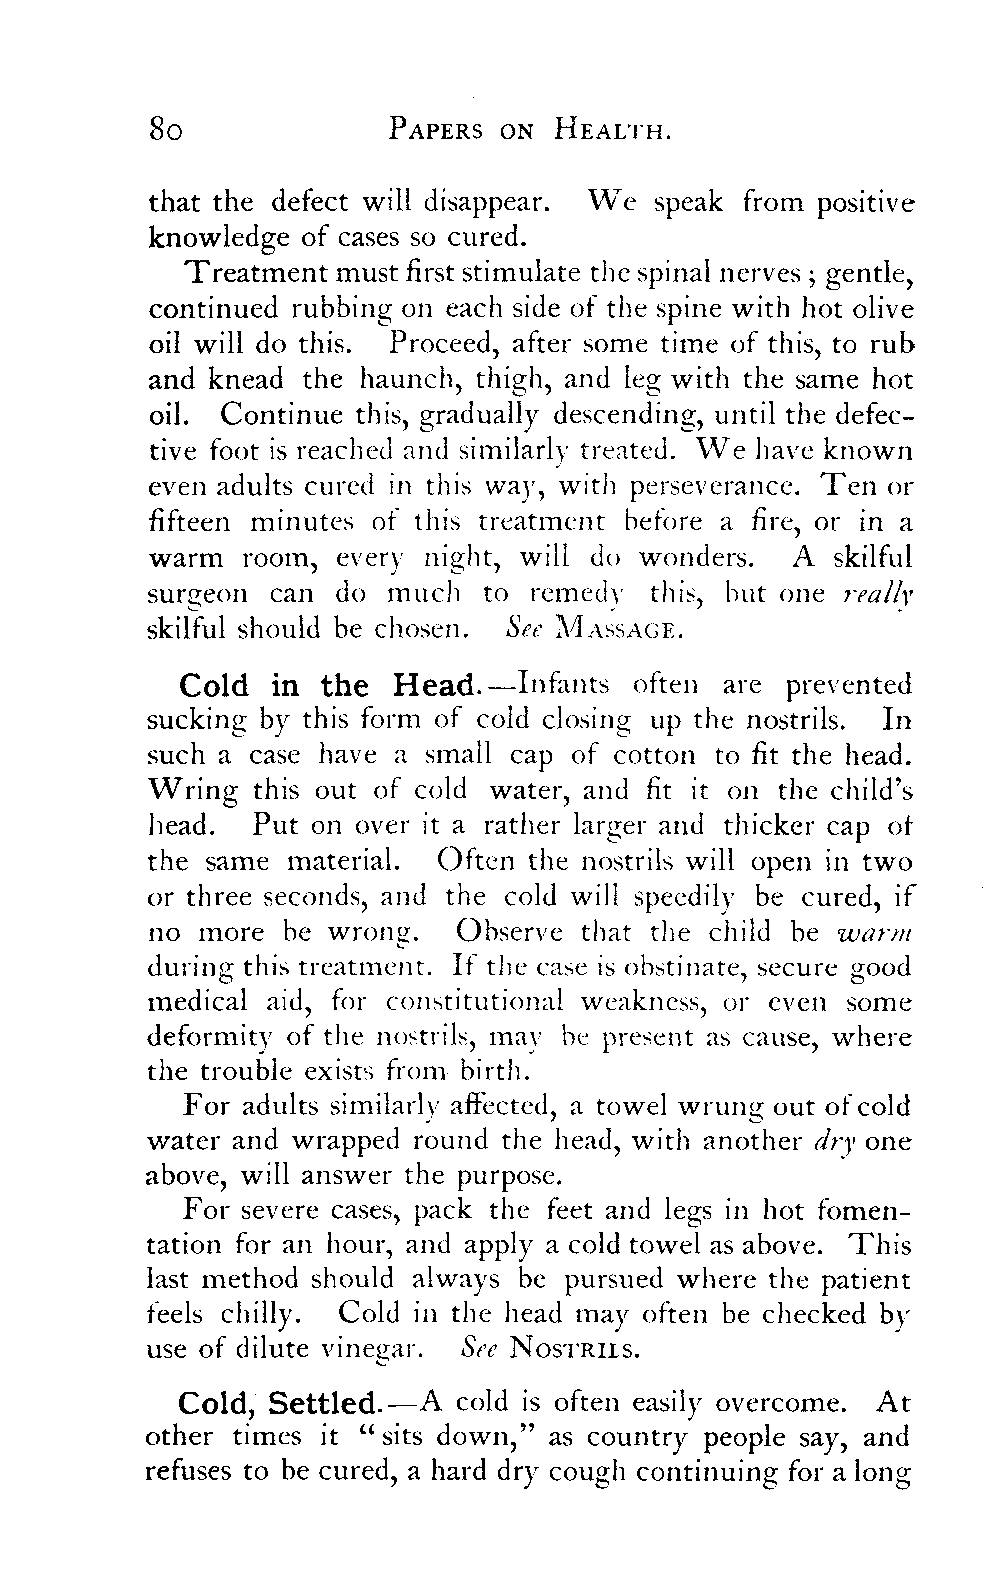 80 PAPERS ON HEALTH.
that the defect will disappear. We speak from positive
knowledge of cases so cured.
Treatment must first stimulate the spinal nerves; gentle,
continued rubbing on each side of the spine with hot olive
oil will do this. Proceed, after some time of this, to rub
and knead the haunch, thigh, and leg with the same hot
oil. Continue this, gradually descending, until the defec-
tive foot is reached and similarly treated. We have known
even adults cured in this way, with perseverance. Ten or
fifteen minutes of this treatment before a fire, or in a
warm room, every night, will do wonders. A skilful
surgeon can do much to remedy this, but one really
skilful should be chosen. See MASSAGE.
Cold in the Head.—Infants often are prevented
sucking by this form of cold closing up the nostrils. In
such a case have a small cap of cotton to fit the head.
Wring this out of cold water, and fit it on the child's
head. Put on over it a rather larger and thicker cap of
the same material. Often the nostrils will open in two
or three seconds, and the cold will speedily be cured, if
no more be wrong. Observe that the child be warm
during this treatment. If the case is obstinate, secure good
medical aid, for constitutional weakness, or even some
deformity of the nostrils, may be present as cause, where
the trouble exists from birth.
For adults similarly affected, a towel wrung out of cold
water and wrapped round the head, with another dry one
above, will answer the purpose.
For severe cases, pack the feet and legs in hot fomen-
tation for an hour, and apply a cold towel as above. This
last method should always be pursued where the patient
feels chilly. Cold in the head may often be checked by
use of dilute vinegar. See NOSTRILS.
Cold, Settled.—A cold is often easily overcome. At
other times it "sits down," as country people say, and
refuses to be cured, a hard dry cough continuing for a long